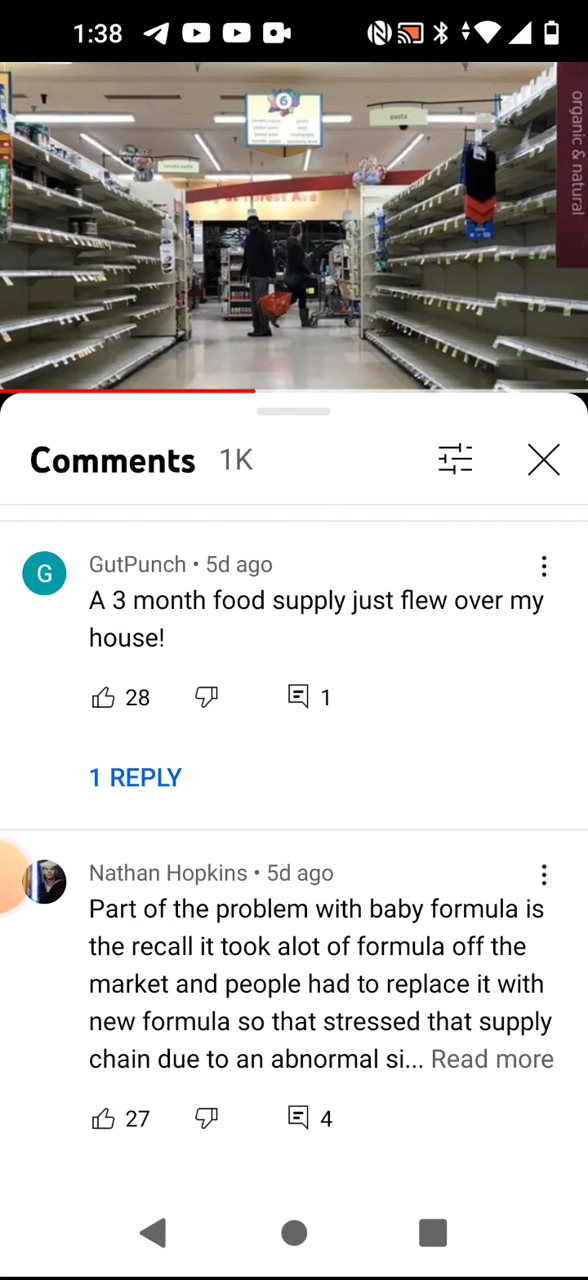 1:38
6
pasta
organic & natural
Forest Ave
Comments 1K
G
GutPunch • 5d ago
A 3 month food supply just flew over my
house!
28
1
1 REPLY
Nathan Hopkins • 5d ago
Part of the problem with baby formula is
the recall it took alot of formula off the
market and people had to replace it with
new formula so that stressed that supply
chain due to an abnormal si... Read more
27
4